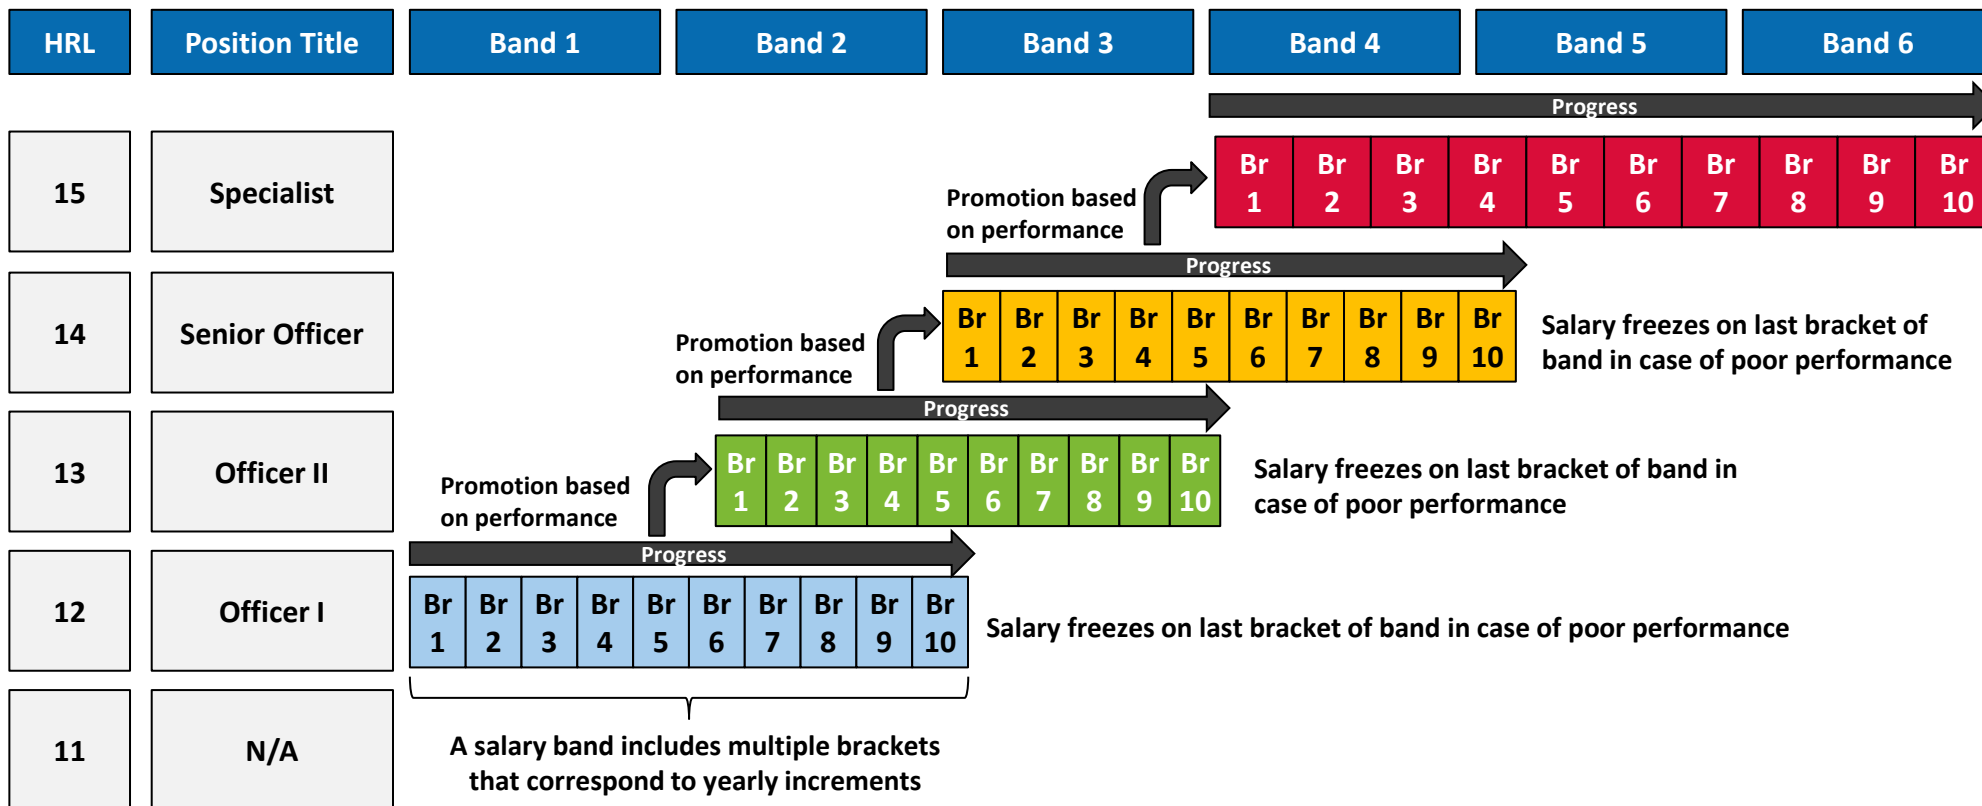 HRL Position Title Band 1 Band 2 Band 3 Band 4 Band 5 Band 6
Progress
15 Specialist
Promotion based
on performance
Br Br Br Br Br Br Br Br Br Br
1 2 3 4 5 6 7 8 9 10
Progress
14 Senior Officer
Promotion based
on performance
Br Br Br Br Br Br Br Br Br Br
1 2 3 4 5 6 7 8 9 10
Salary freezes on last bracket of
band in case of poor performance
Progress
13 Officer II
Promotion based
on performance
Br Br Br Br Br Br Br Br Br Br
1 2 3 4 5 6 7 8 9 10
Salary freezes on last bracket of band in
case of poor performance
Progress
12 Officer I
Br Br Br Br Br Br Br Br Br Br
1 2 3 4 5 6 7 8 9 10
Salary freezes on last bracket of band in case of poor performance
11 N/A
A salary band includes multiple brackets
that correspond to yearly increments